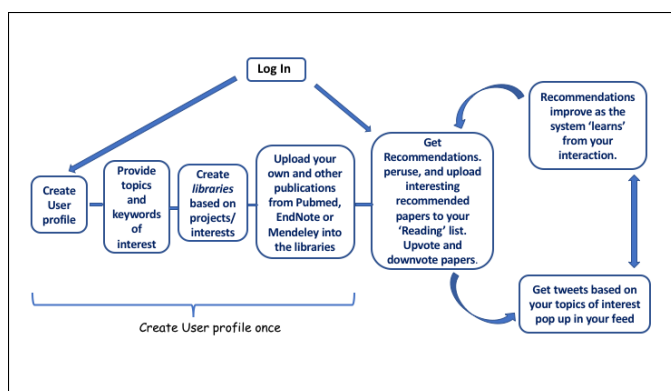 Log In
Create
User
profile
Provide
topics
and
keywords
of
interest
Create
libraries
based on
projects/
interests
Upload your
own and other
publications
from Pubmed,
EndNote or
Mendeley into
the libraries
Get
Recommendations.
peruse, and upload
interesting
recommended
papers to your
‘Reading’ list.
Upvote and
downvote papers.
Recommendations
improve as the
system ‘learns’
from your
interaction.
Get tweets based on
your topics of interest
pop up in your feed
Create User profile once